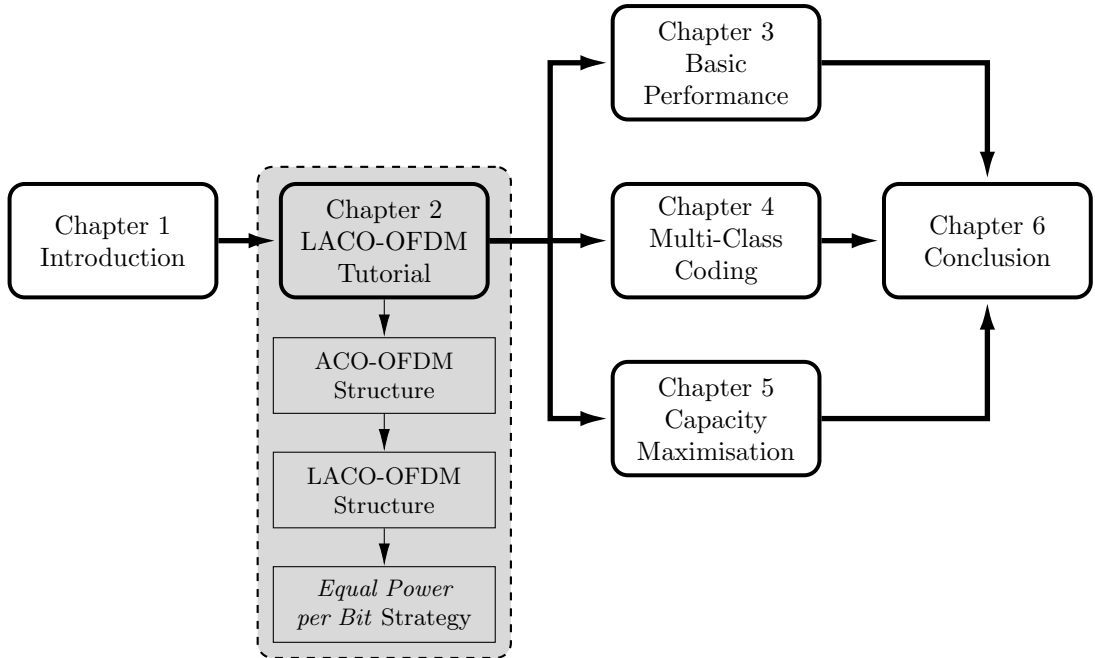 Chapter 1
Introduction
Chapter 2
LACO-OFDM
Tutorial
ACO-OFDM
Structure
LACO-OFDM
Structure
Equal Power
per Bit Strategy
Chapter 3
Basic
Performance
Chapter 4
Multi-Class
Coding
Chapter 5
Capacity
Maximisation
Chapter 6
Conclusion